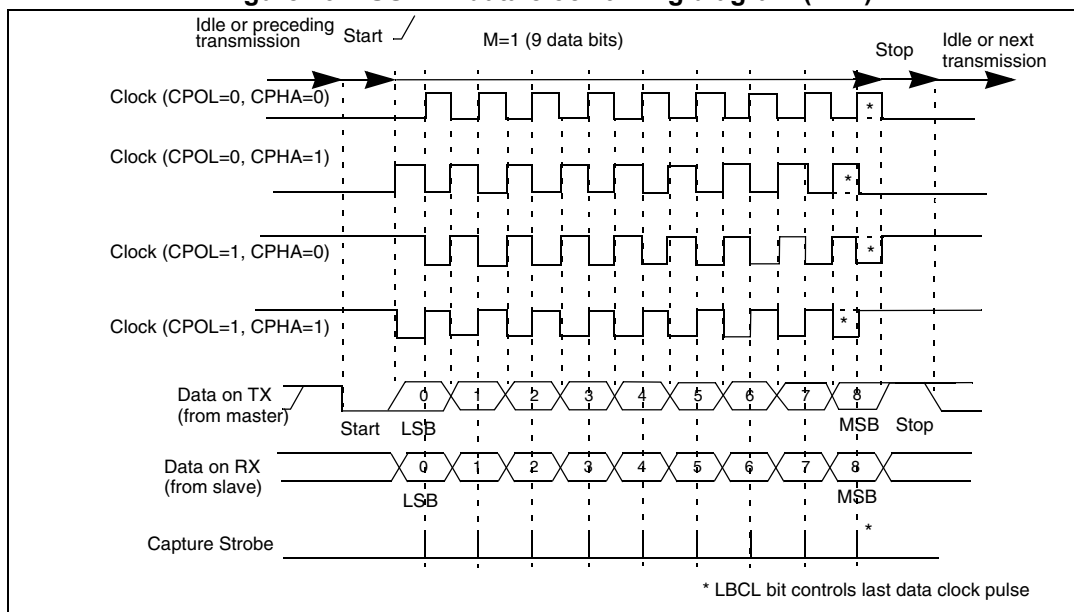 Idle or preceding
transmission
Start
M=1 (9 data bits)
Stop
Idle or next
transmission
Clock (CPOL=0, CPHA=0)
*
Clock (CPOL=0, CPHA=1)
*
Clock (CPOL=1, CPHA=0)
*
Clock (CPOL=1, CPHA=1)
*
Data on TX
(from master)
0 1 2 3 4 5 6 7 8
Start LSB MSB Stop
Data on RX
(from slave)
0 1 2 3 4 5 6 7 8
LSB MSB
Capture Strobe
*
* LBCL bit controls last data clock pulse